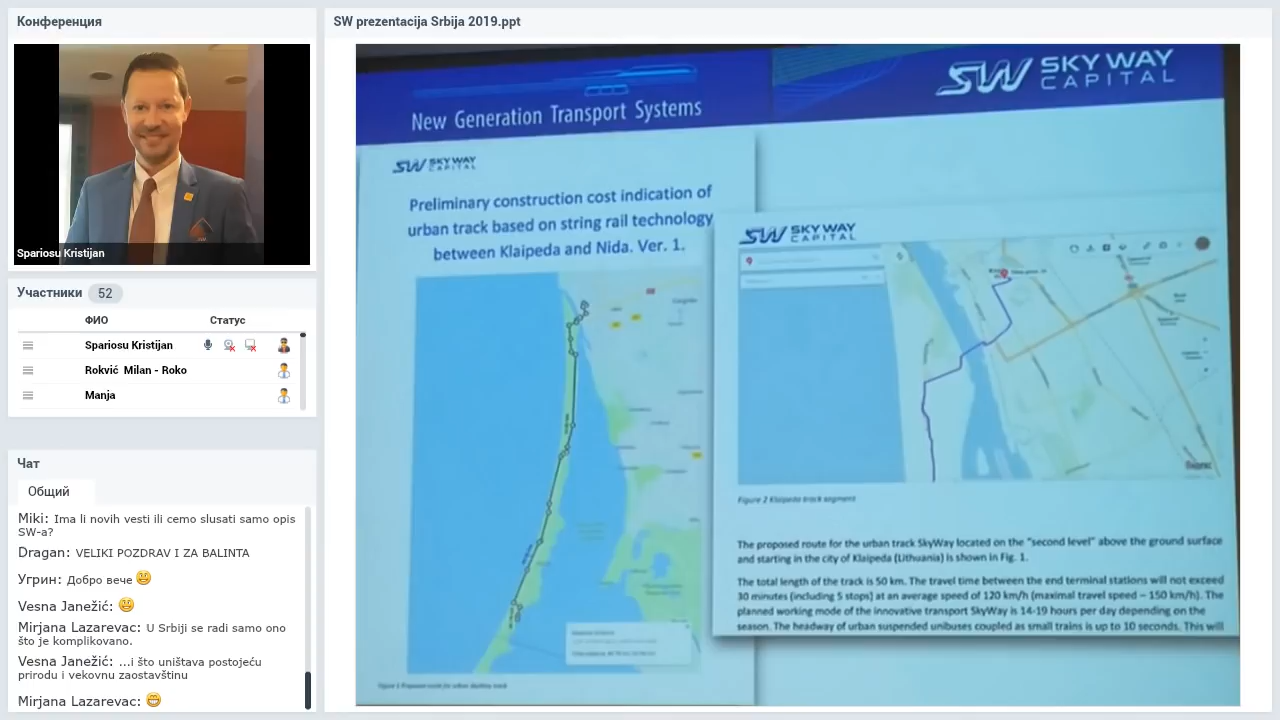 Конференция
Spariosu Kristijan
Участники 52
ФИО Статус
Spariosu Kristijan
Rokvić Milan - Roko
Manja
Чат
Общий
Miki: Ima li novih vesti ili cemo slusati samo opis
SW-a?
Dragan: VELIKI POZDRAV I ZA BALINTA
Угрин: Добро вече
Vesna Janežić:
Mirjana Lazarevac: U Srbiji se radi samo ono
što je komplikovano.
Vesna Janežić: ...i što uništava postojeću
prirodu i vekovnu zaostavštinu
Mirjana Lazarevac:
SW prezentacija Srbija 2019.ppt
New Generation Transport Systems
SW SKY WAY
CAPITAL
SW SKY WAY
CAPITAL
Preliminary construction cost indication of
urban track based on string rail technology
between Klaipeda and Nida. Ver. 1.
Figure 1 Proposed route for urban SkyWay track
SW SKY WAY
CAPITAL
Figure 2 Klaipeda track segment
The proposed route for the urban track SkyWay located on the "second level" above the ground surface
and starting in the city of Klaipeda (Lithuania) is shown in Fig. 1.
The total length of the track is 50 km. The travel time between the end terminal stations will not exceed
30 minutes (including 5 stops) at an average speed of 120 km/h (maximal travel speed – 150 km/h). The
planned working mode of the innovative transport SkyWay is 14-19 hours per day depending on the
season. The headway of urban suspended unibuses coupled as small trains is up to 10 seconds. This will